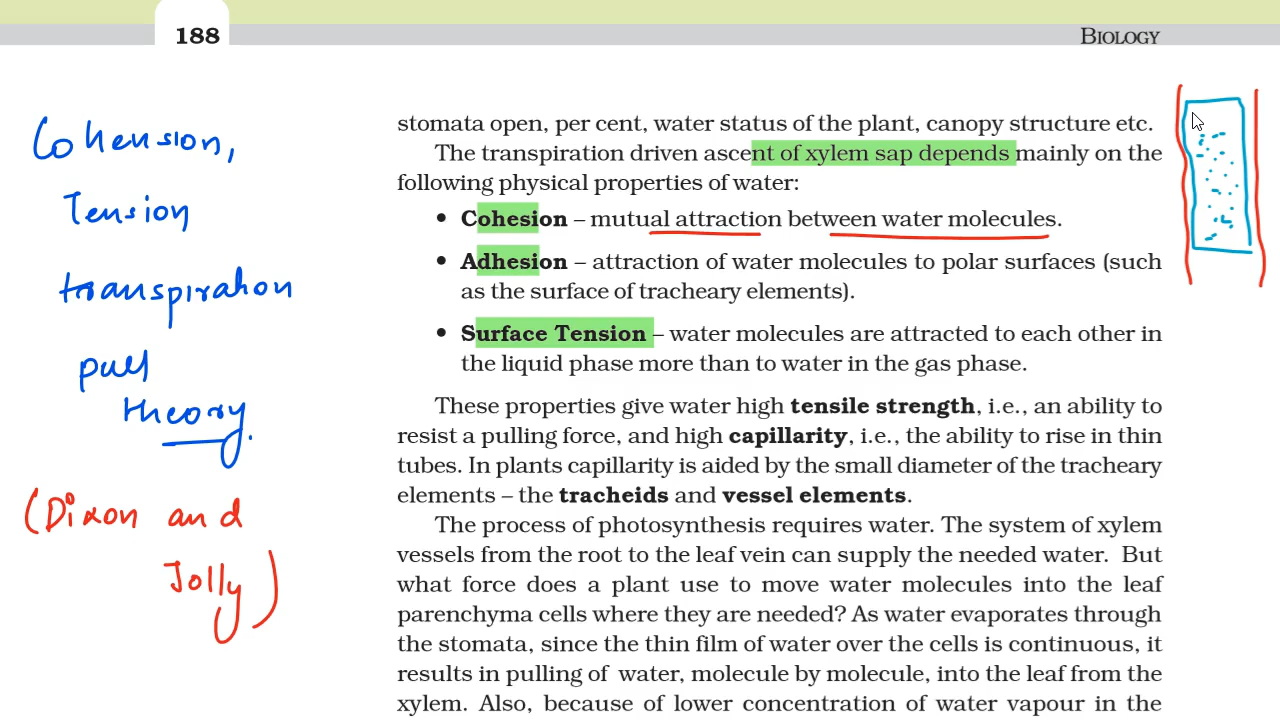 188
BIOLOGY
Cohension,
Tension
transpiration
pull
theory.
(Dixon and
Jolly)
stomata open, per cent, water status of the plant, canopy structure etc.
The transpiration driven ascent of xylem sap depends mainly on the
following physical properties of water:
• Cohesion – mutual attraction between water molecules.
• Adhesion – attraction of water molecules to polar surfaces (such
as the surface of tracheary elements).
• Surface Tension – water molecules are attracted to each other in
the liquid phase more than to water in the gas phase.
These properties give water high tensile strength, i.e., an ability to
resist a pulling force, and high capillarity, i.e., the ability to rise in thin
tubes. In plants capillarity is aided by the small diameter of the tracheary
elements – the tracheids and vessel elements.
The process of photosynthesis requires water. The system of xylem
vessels from the root to the leaf vein can supply the needed water. But
what force does a plant use to move water molecules into the leaf
parenchyma cells where they are needed? As water evaporates through
the stomata, since the thin film of water over the cells is continuous, it
results in pulling of water, molecule by molecule, into the leaf from the
xylem. Also, because of lower concentration of water vapour in the